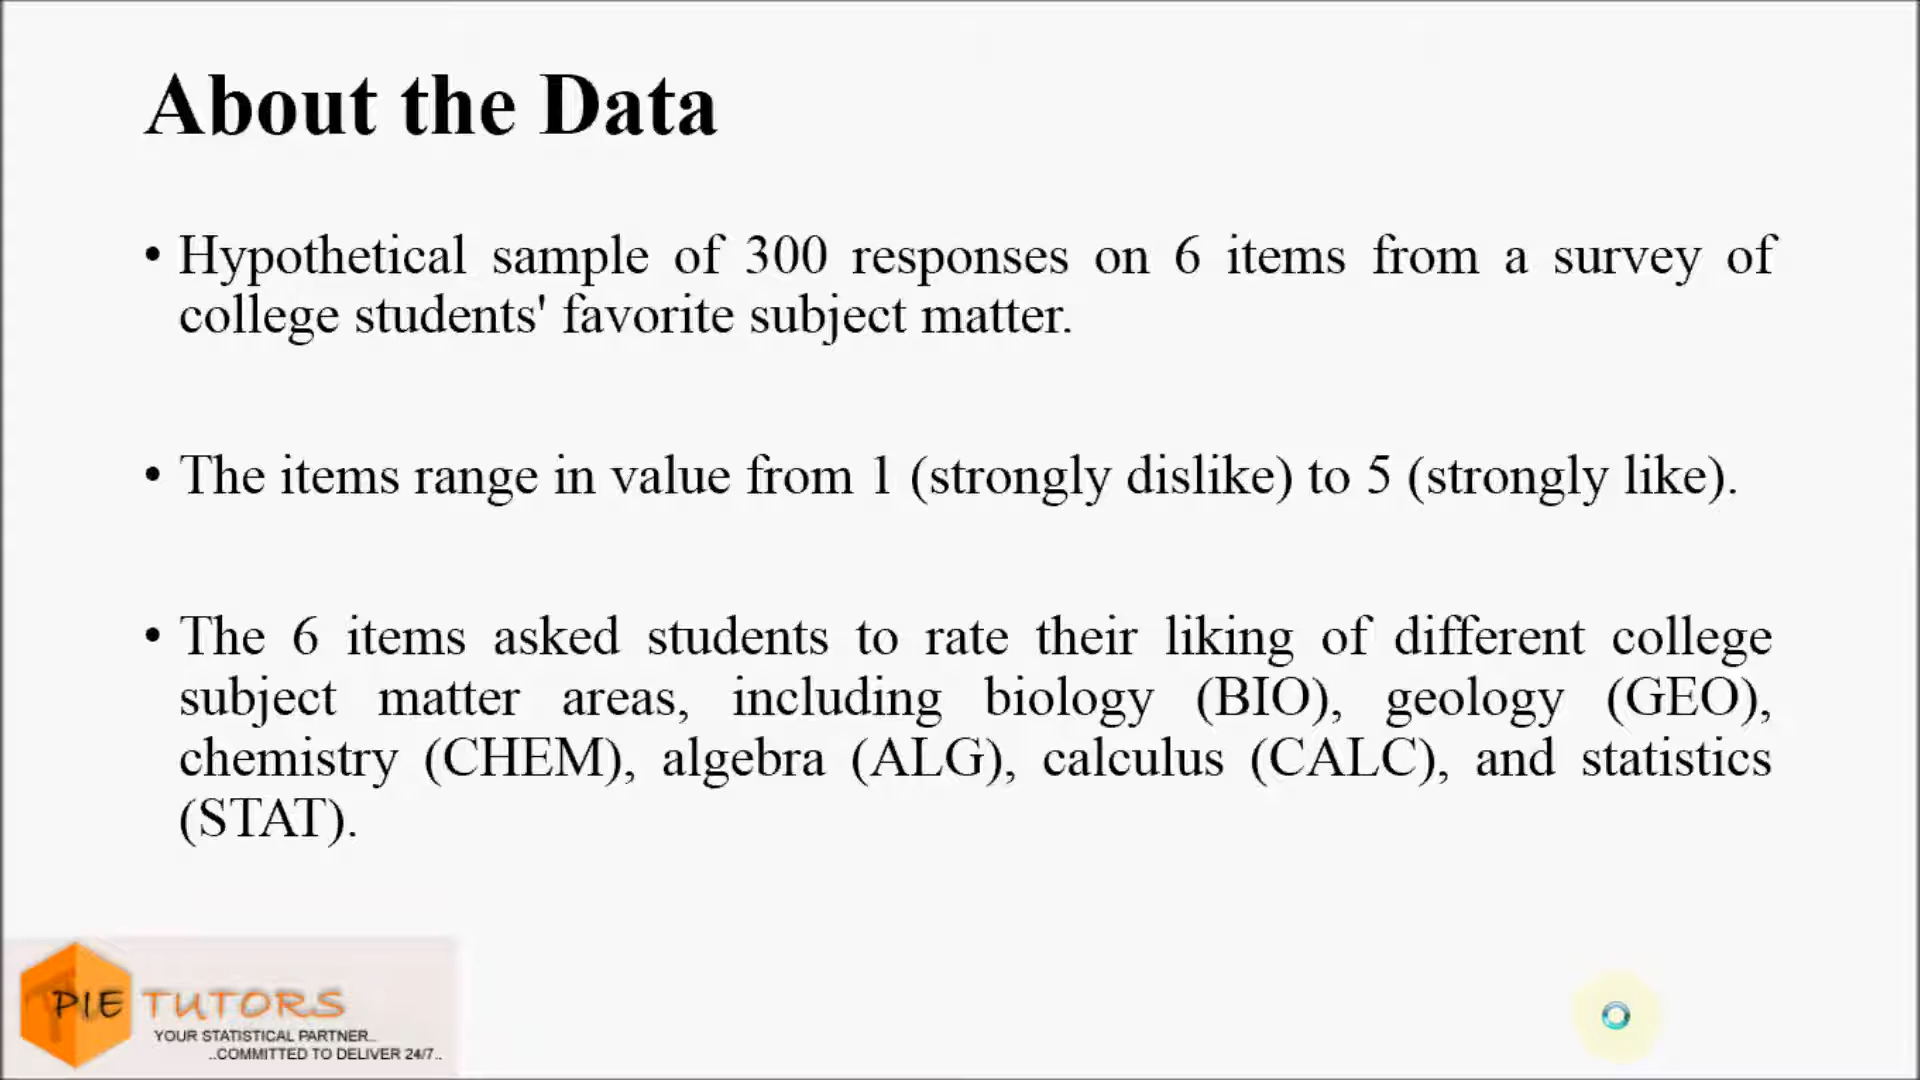 About the Data
• Hypothetical sample of 300 responses on 6 items from a survey of
college students' favorite subject matter.
• The items range in value from 1 (strongly dislike) to 5 (strongly like).
• The 6 items asked students to rate their liking of different college
subject matter areas, including biology (BIO), geology (GEO),
chemistry (CHEM), algebra (ALG), calculus (CALC), and statistics
(STAT).
PIE TUTORS
YOUR STATISTICAL PARTNER..
..COMMITTED TO DELIVER 24/7..